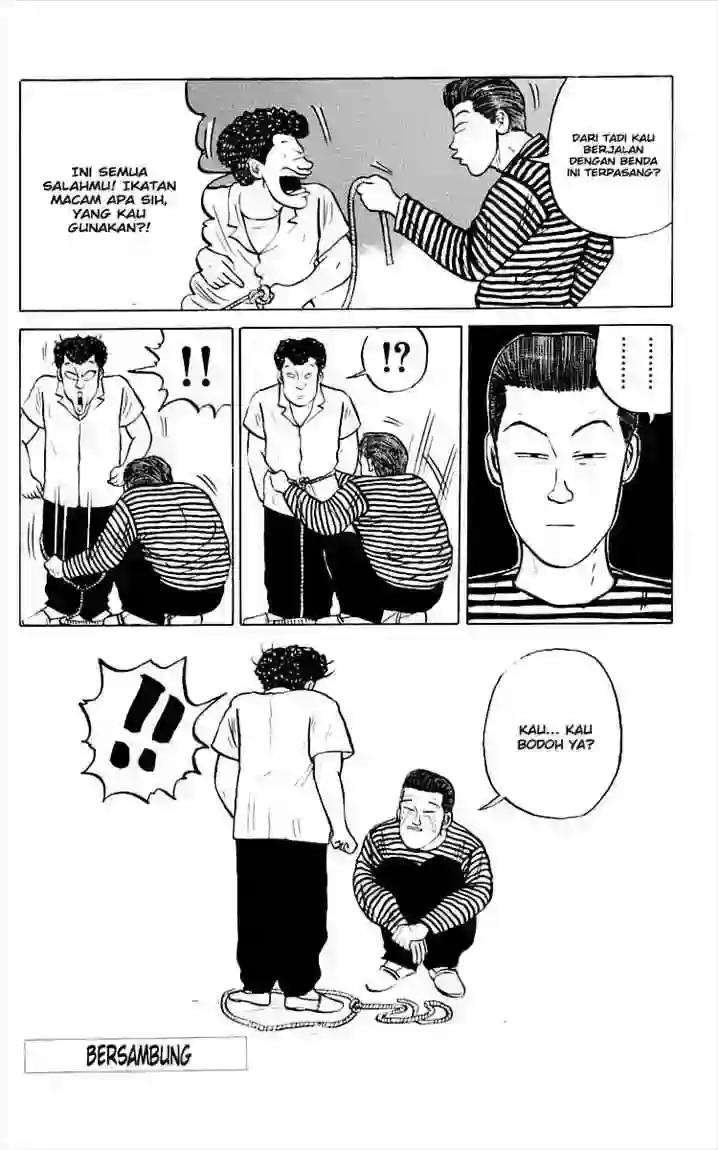 DARI TADI KAU
BERJALAN
DENGAN BENDA
INI TERPASANG?
INI SEMUA
SALAHMU! IKATAN
MACAM APA SIH,
YANG KAU
GUNAKAN?!
!!
!?
..........
!!
KAU... KAU
BODOH YA?
BERSAMBUNG